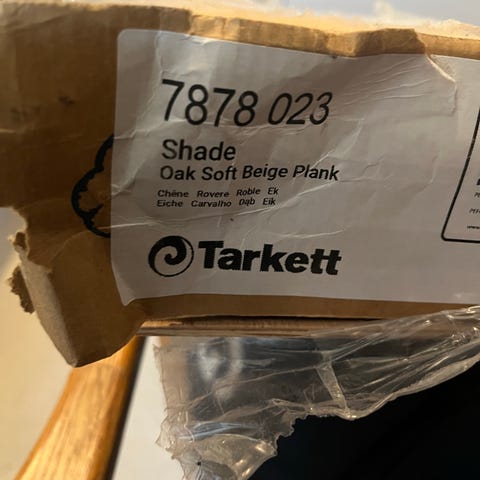 7878 023
Shade
Oak Soft Beige Plank
Chêne Rovere Roble Ek
Eiche Carvalho Dąb Eik
Tarkett